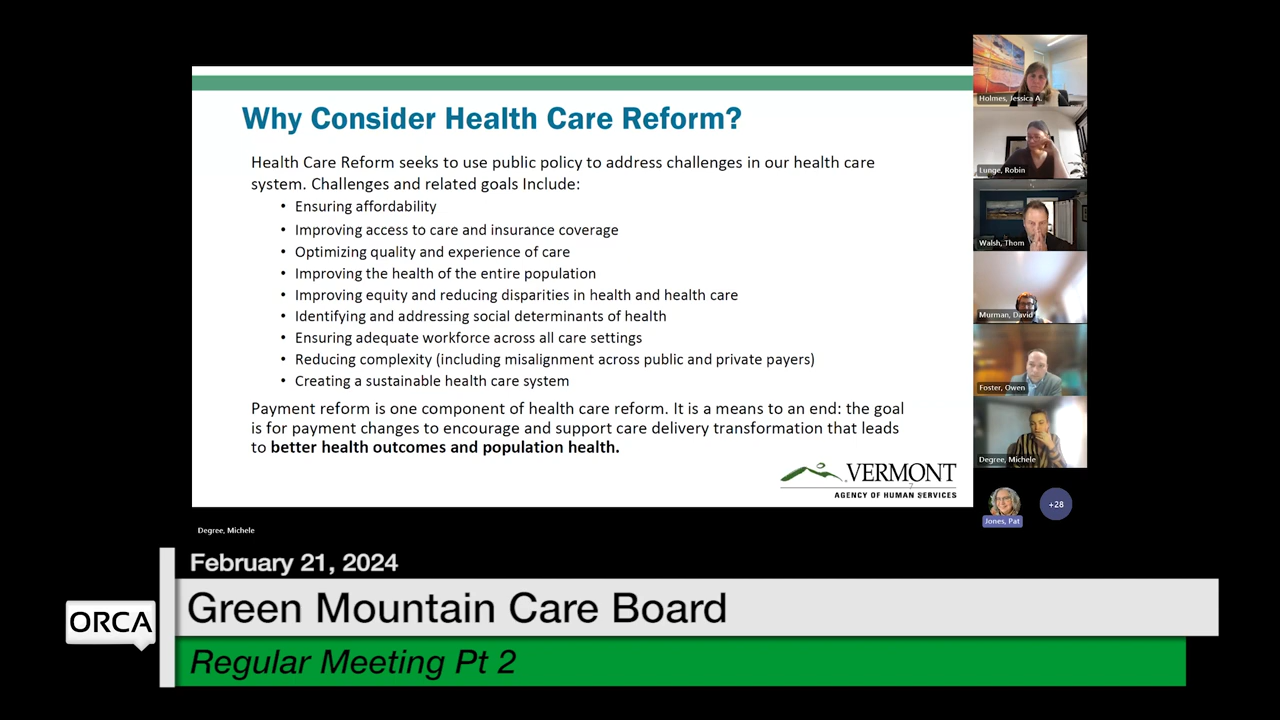 Why Consider Health Care Reform?
Health Care Reform seeks to use public policy to address challenges in our health care
system. Challenges and related goals Include:
• Ensuring affordability
• Improving access to care and insurance coverage
• Optimizing quality and experience of care
• Improving the health of the entire population
• Improving equity and reducing disparities in health and health care
• Identifying and addressing social determinants of health
• Ensuring adequate workforce across all care settings
• Reducing complexity (including misalignment across public and private payers)
• Creating a sustainable health care system
Payment reform is one component of health care reform. It is a means to an end: the goal
is for payment changes to encourage and support care delivery transformation that leads
to better health outcomes and population health.
VERMONT
7
AGENCY OF HUMAN SERVICES
Holmes, Jessica A.
Lunge, Robin
Walsh, Thom
Murman, David
Foster, Owen
Degree, Michele
Jones, Pat
+28
Degree, Michele
February 21, 2024
ORCA
Green Mountain Care Board
Regular Meeting Pt 2